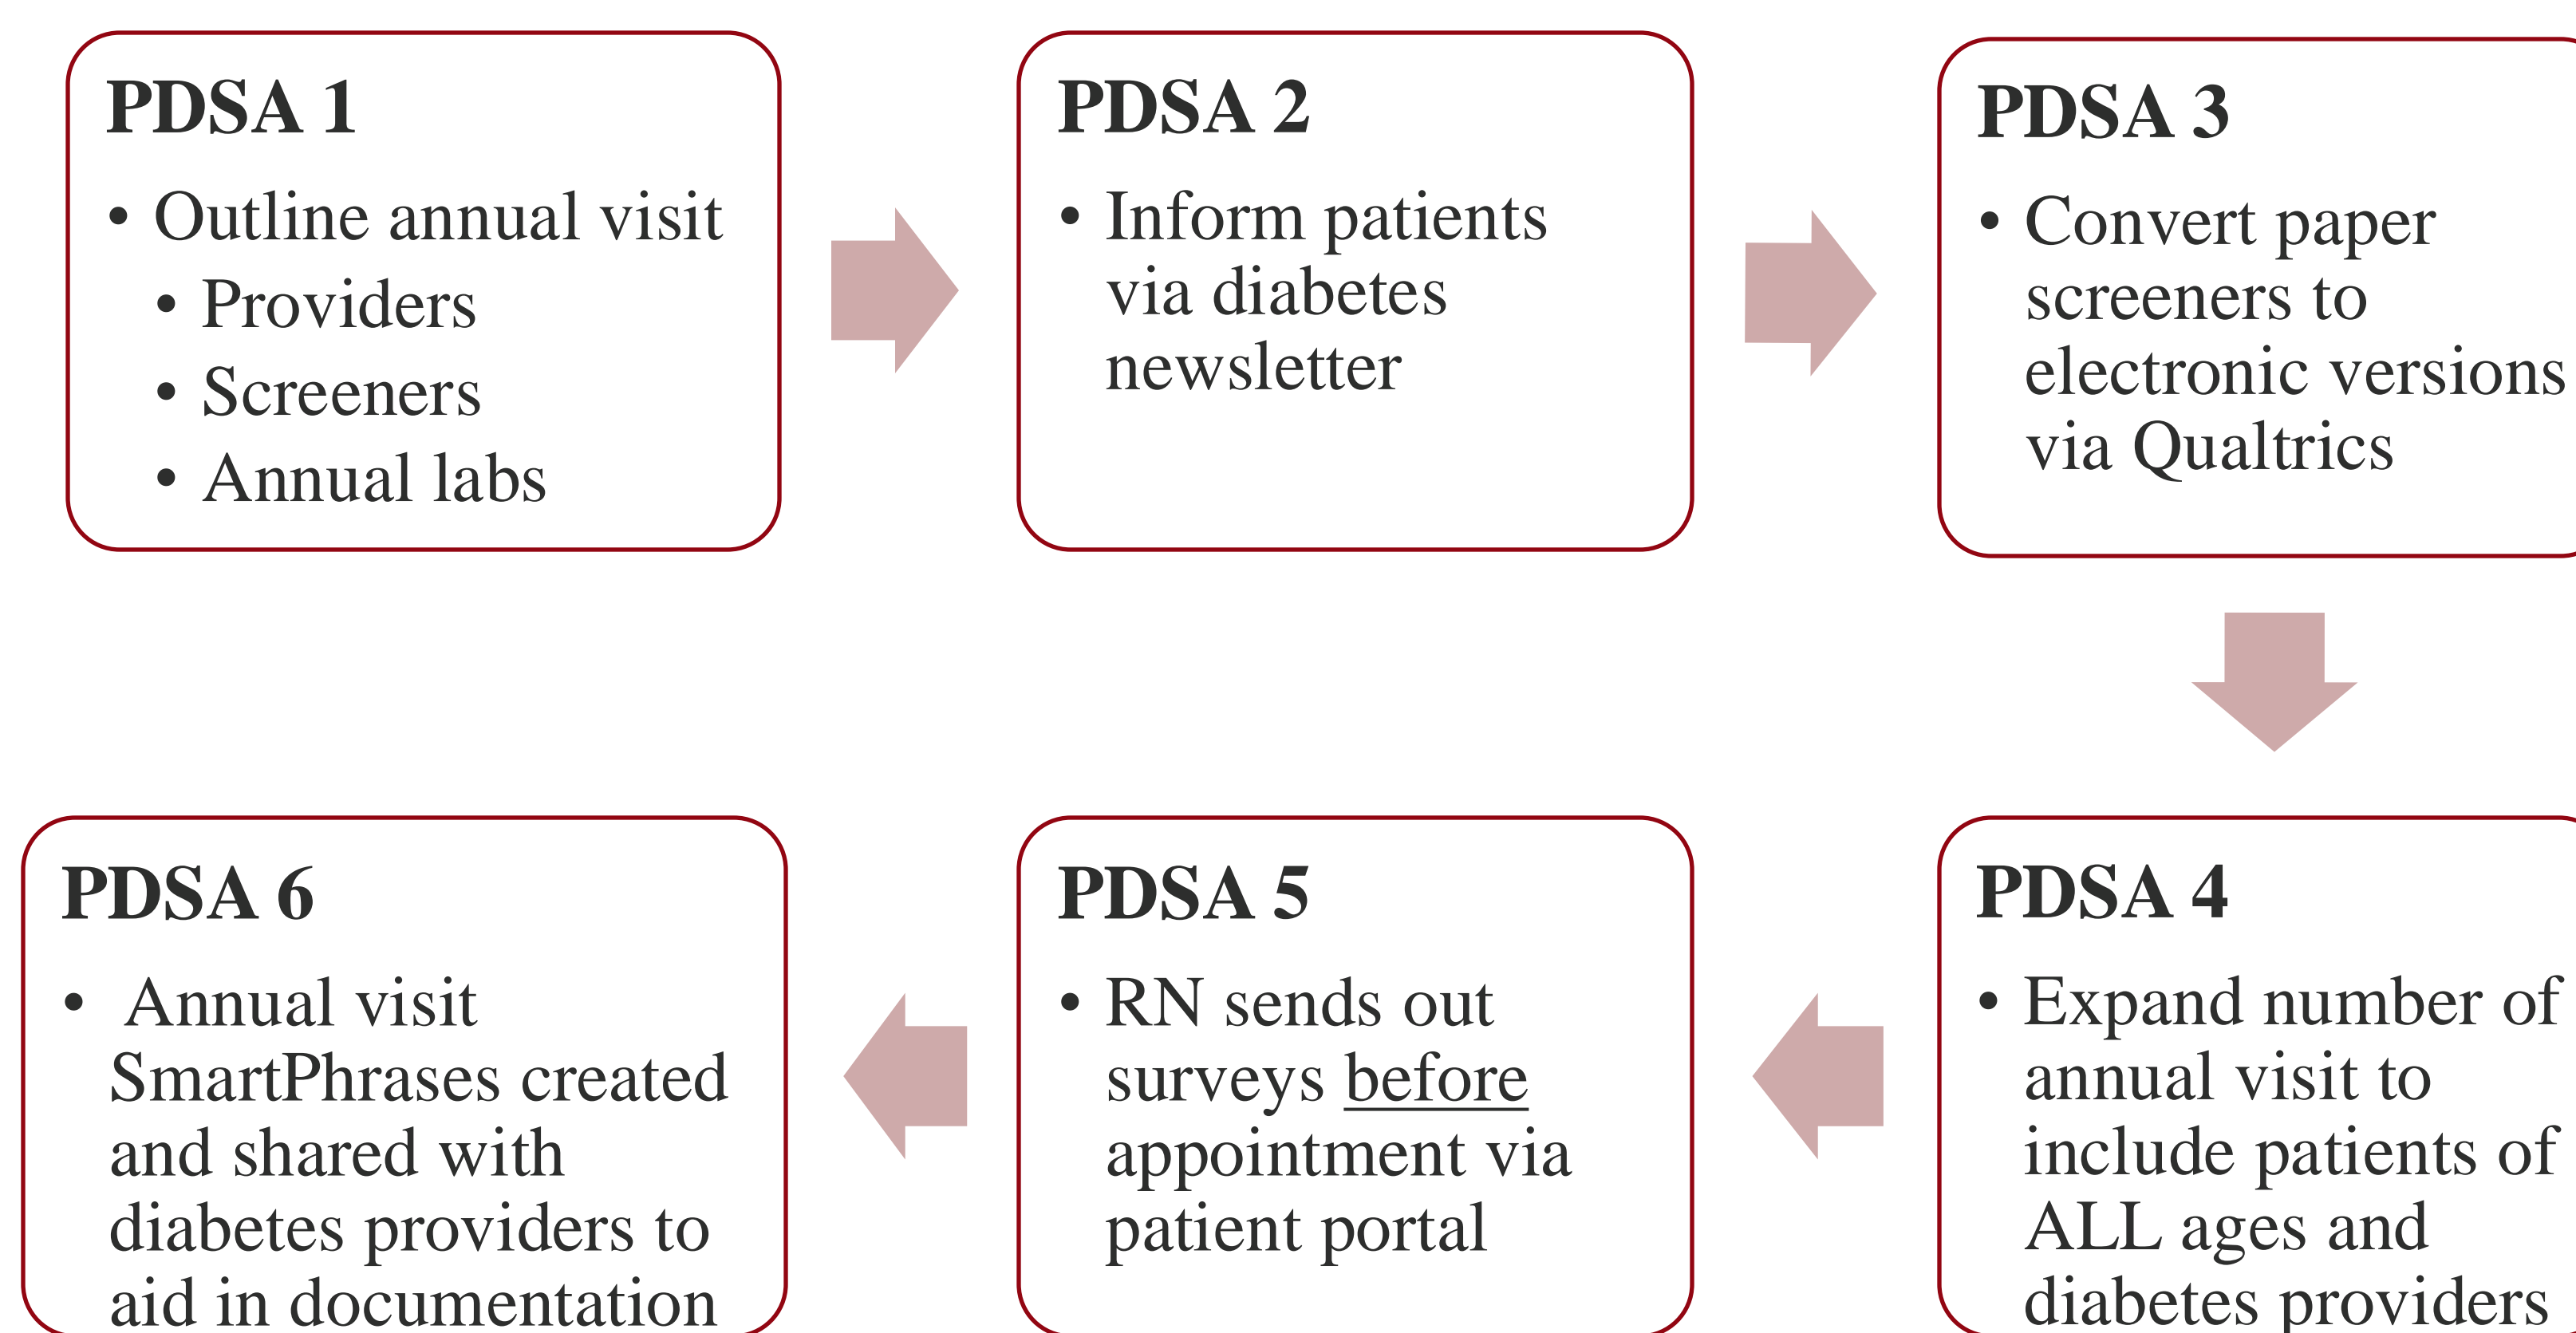 PDSA 1
• Outline annual visit
• Providers
• Screeners
• Annual labs
PDSA 2
• Inform patients
via diabetes
newsletter
PDSA 3
• Convert paper
screeners to
electronic versions
via Qualtrics
PDSA 4
• Expand number of
annual visit to
include patients of
ALL ages and
diabetes providers
PDSA 5
• RN sends out
surveys before
appointment via
patient portal
PDSA 6
• Annual visit
SmartPhrases created
and shared with
diabetes providers to
aid in documentation